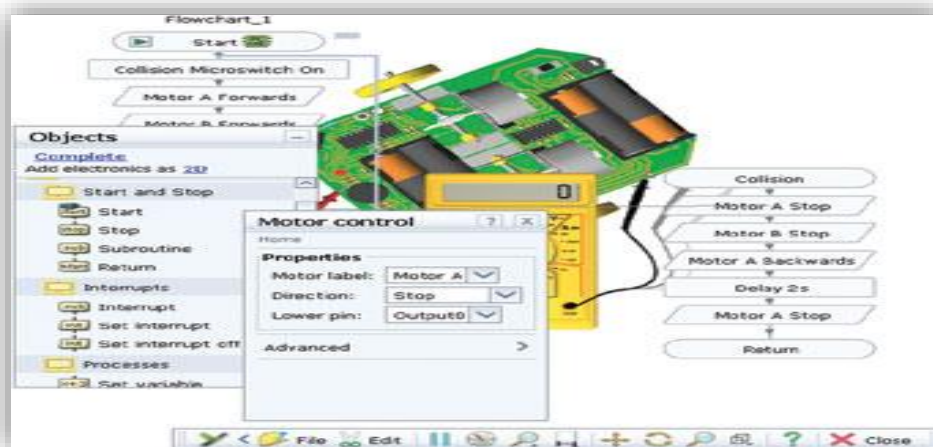 Flowchart_1
Start
Collision Microswitch On
Motor A Forwards
Motor B Forwards
Objects
Complete
Add electronics as 2D
Start and Stop
Start
Stop
Subroutine
Return
Interrupts
Interrupt
Set interrupt
Set interrupt off
Processes
Set variable
Motor control
Home
Properties
Motor label: Motor A
Direction: Stop
Lower pin: Output0
Advanced
0
Collision
Motor A Stop
Motor B Stop
Motor A Backwards
Delay 2s
Motor A Stop
Return
File Edit ? Close